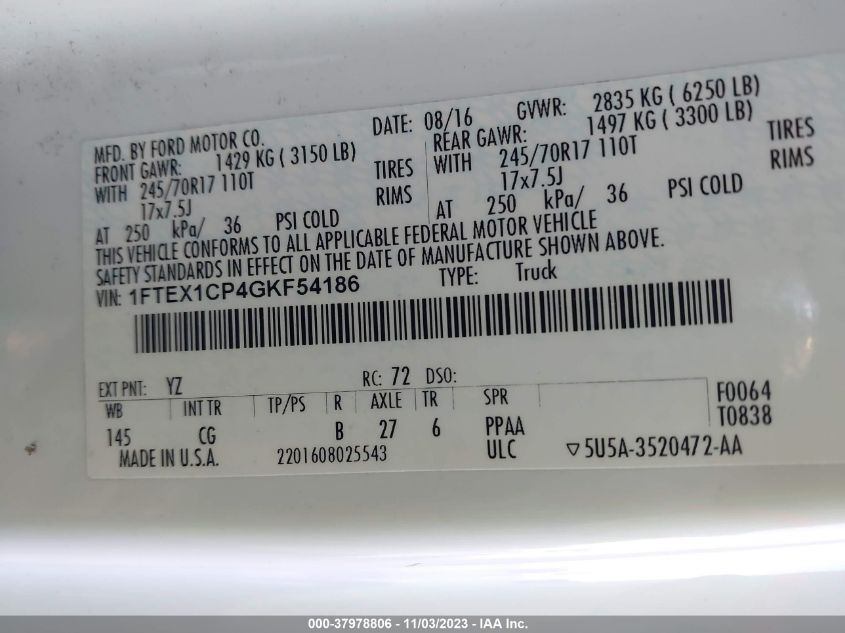 MFD. BY FORD MOTOR CO. DATE: 08/16 GVWR: 2835 KG ( 6250 LB)
FRONT GAWR: 1429 KG ( 3150 LB) REAR GAWR: 1497 KG ( 3300 LB)
WITH 245/70R17 110T TIRES WITH 245/70R17 110T TIRES
17x7.5J RIMS 17x7.5J RIMS
AT 250 kPa/ 36 PSI COLD AT 250 kPa/ 36 PSI COLD
THIS VEHICLE CONFORMS TO ALL APPLICABLE FEDERAL MOTOR VEHICLE
SAFETY STANDARDS IN EFFECT ON THE DATE OF MANUFACTURE SHOWN ABOVE.
VIN: 1FTEX1CP4GKF54186 TYPE: Truck
EXT PNT: YZ RC: 72 DSO:
WB INT TR TP/PS R AXLE TR SPR F0064
145 CG B 27 6 PPAA T0838
MADE IN U.S.A. 2201608025543 ULC ▽5U5A-3520472-AA
000-37978806 - 11/03/2023 - IAA Inc.